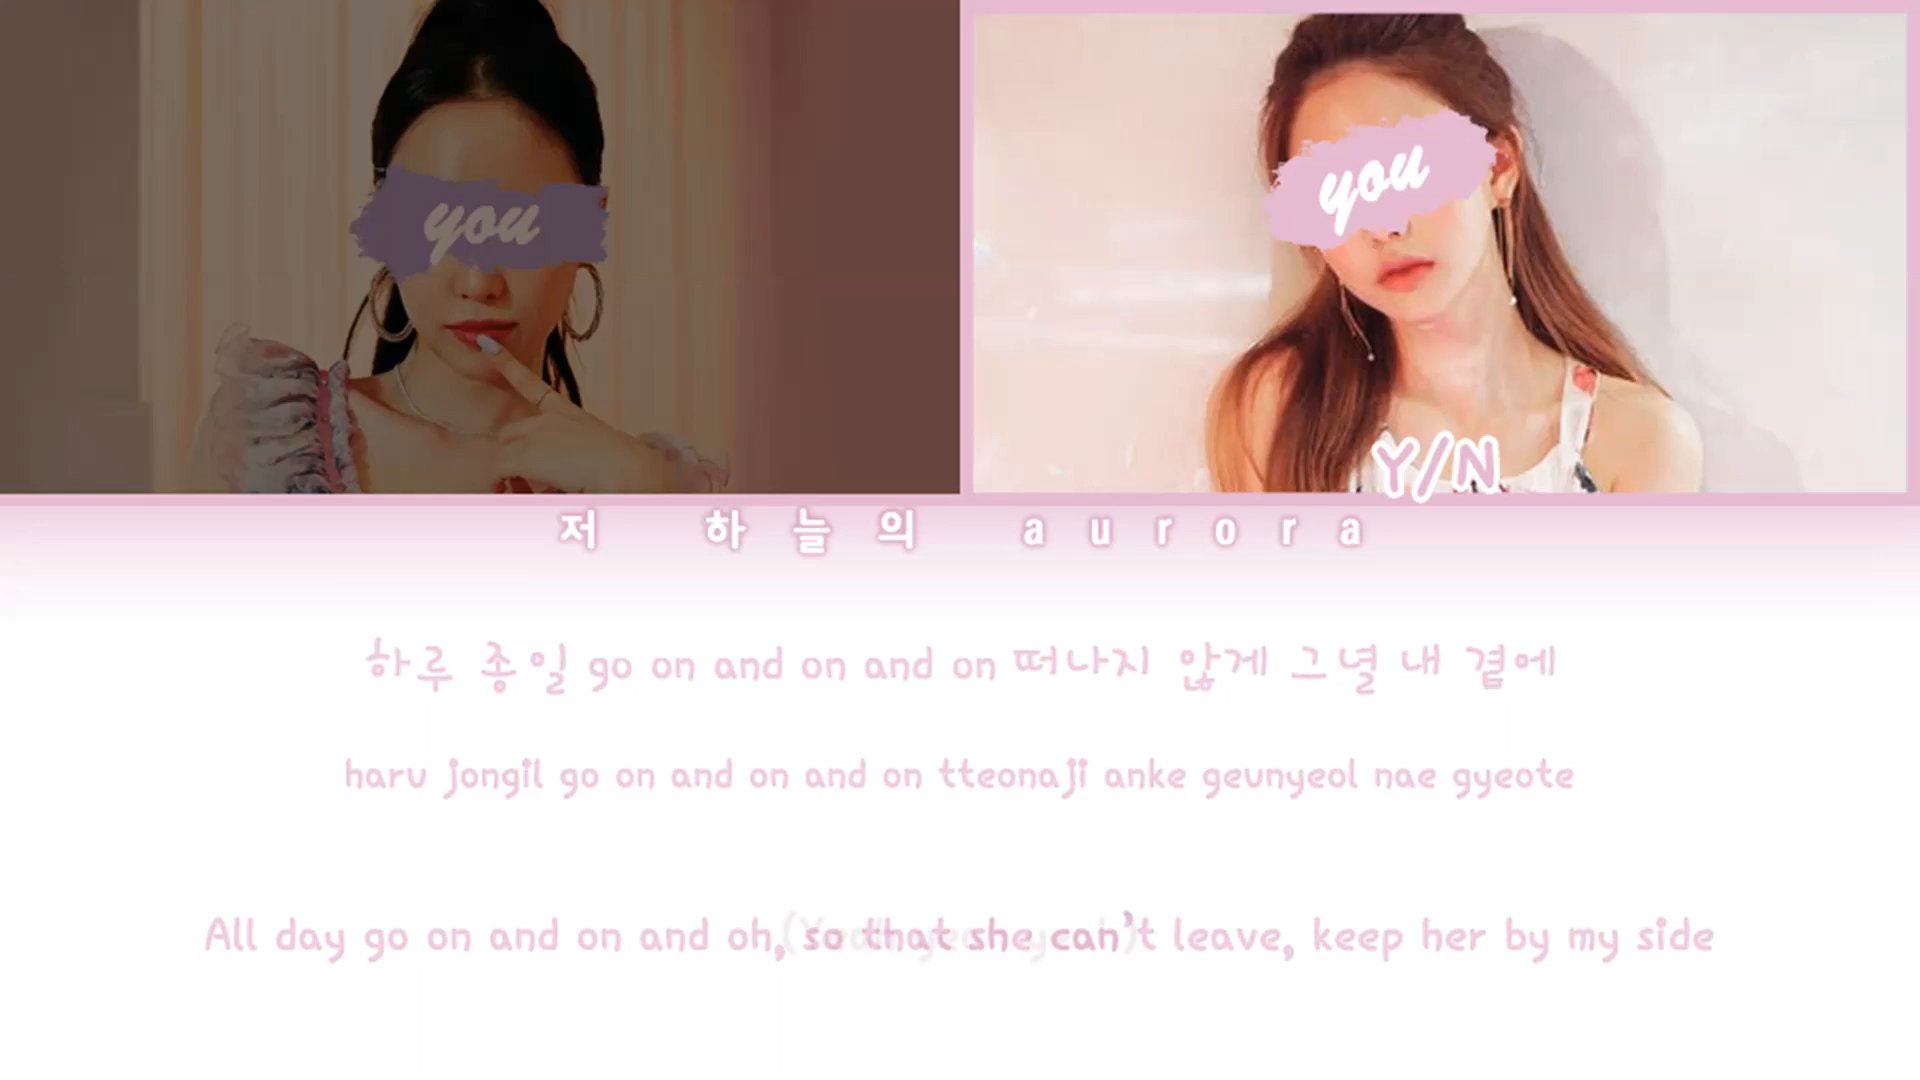 you
you
Y/N
저 하늘의 aurora
하루 종일 go on and on and on 떠나지 않게 그녈 내 곁에
haru jongil go on and on and on tteonaji anke geunyeol nae gyeote
All day go on and on and oh, so that she can't leave, keep her by my side